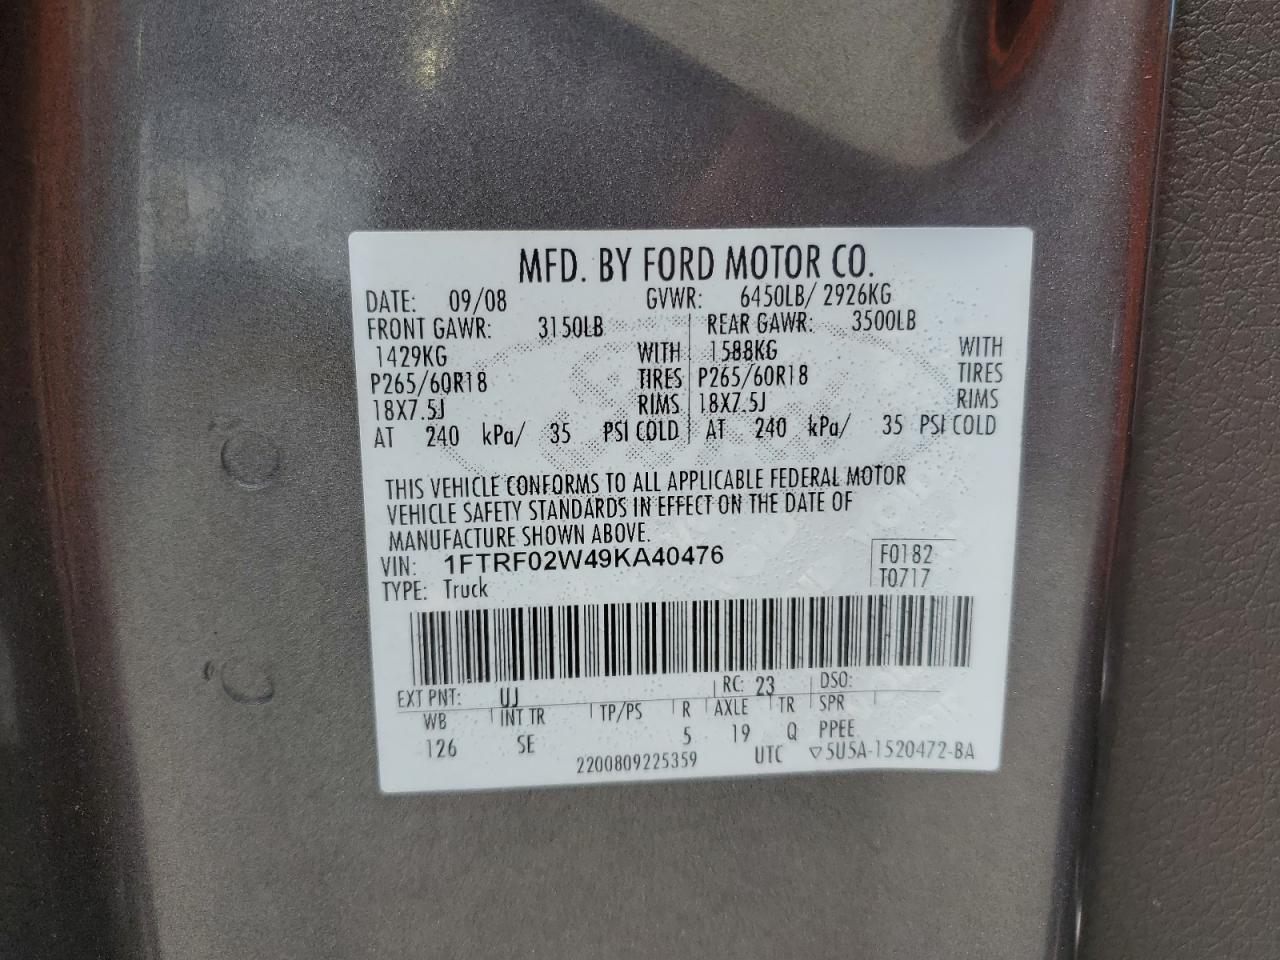 MFD. BY FORD MOTOR CO.
DATE: 09/08 GVWR: 6450LB/ 2926KG
FRONT GAWR: 3150LB REAR GAWR: 3500LB
1429KG WITH 1588KG WITH
P265/60R18 TIRES P265/60R18 TIRES
18X7.5J RIMS 18X7.5J RIMS
AT 240 kPa/ 35 PSI COLD AT 240 kPa/ 35 PSI COLD
THIS VEHICLE CONFORMS TO ALL APPLICABLE FEDERAL MOTOR
VEHICLE SAFETY STANDARDS IN EFFECT ON THE DATE OF
MANUFACTURE SHOWN ABOVE.
VIN: 1FTRF02W49KA40476 F0182
TYPE: Truck T0717
EXT PNT: UJ RC: 23 DSO:
WB INT TR TP/PS R AXLE TR SPR
126 SE 5 19 Q PPEE
2200809225359 UTC ▽5U5A-1520472-BA